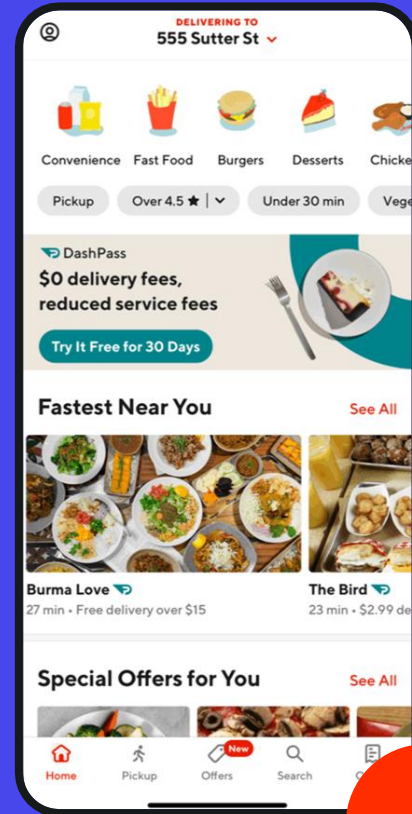 DELIVERING TO
555 Sutter St
Convenience Fast Food Burgers Desserts Chicke
Pickup Over 4.5 ★ Under 30 min Vege
DashPass
$0 delivery fees,
reduced service fees
Try It Free for 30 Days
Fastest Near You See All
Burma Love The Bird
27 min • Free delivery over $15 23 min • $2.99 de
Special Offers for You See All
New
Home Pickup Offers Search